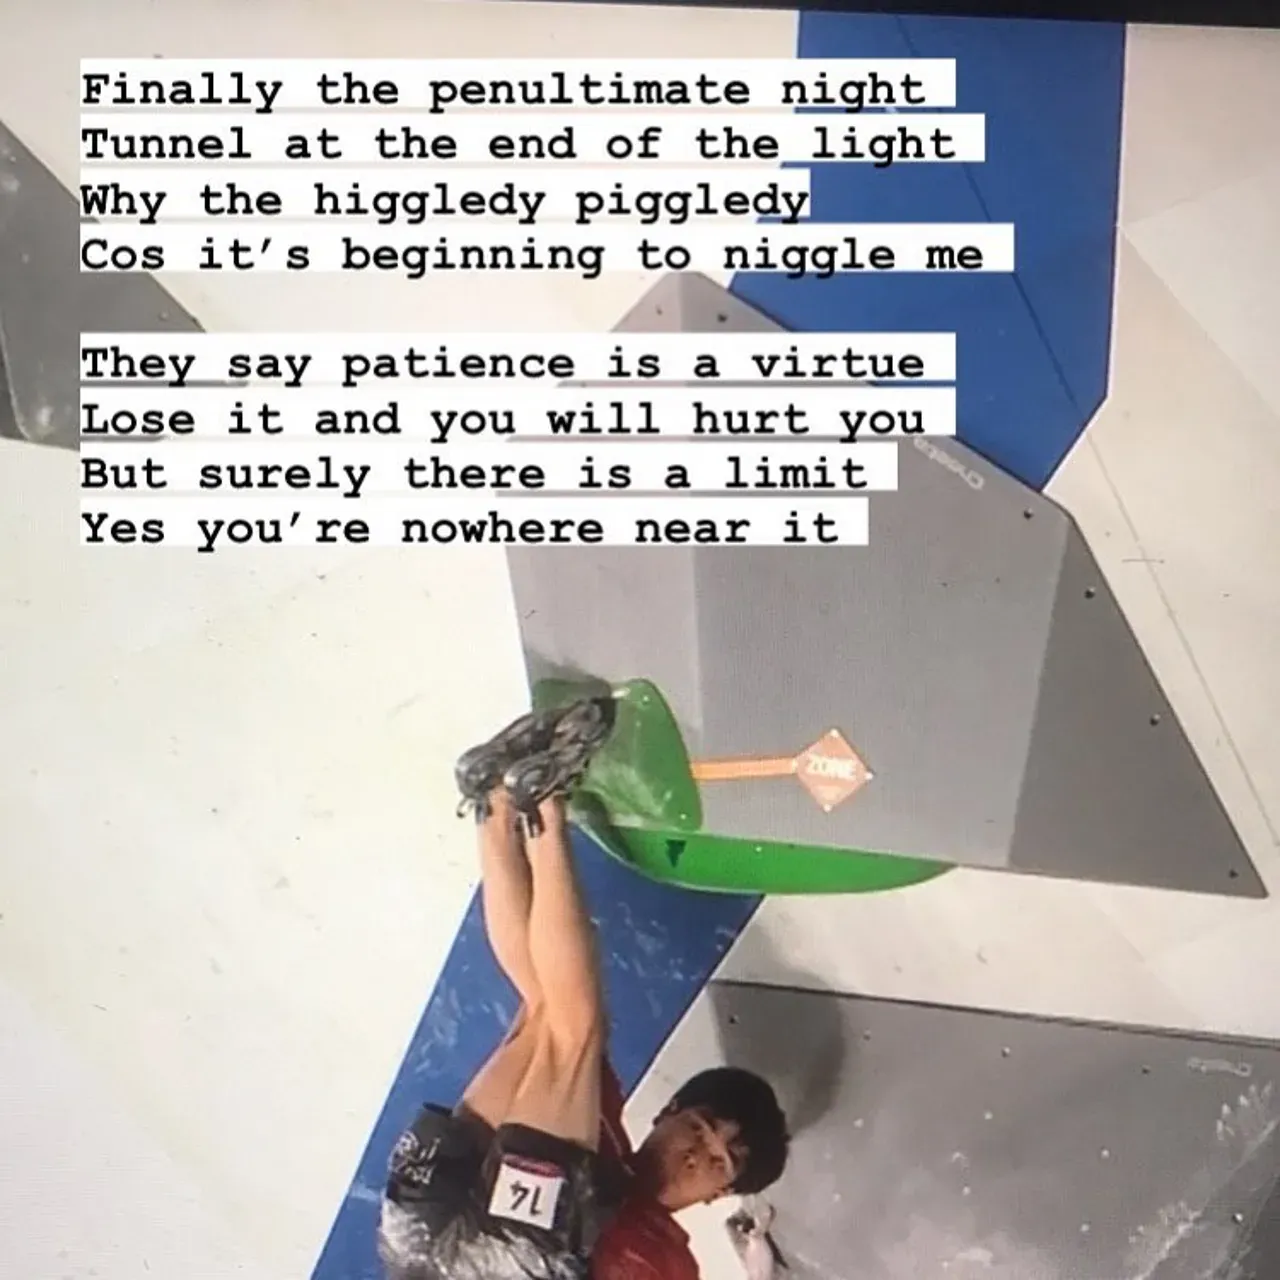 Finally the penultimate night
Tunnel at the end of the light
Why the higgledy piggledy
Cos it's beginning to niggle me
They say patience is a virtue
Lose it and you will hurt you
But surely there is a limit
Yes you're nowhere near it
ZONE
14